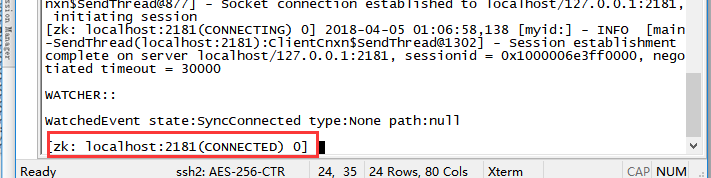 nxn$SendThread@877] - Socket connection established to localhost/127.0.0.1:2181,
initiating session
[zk: localhost:2181(CONNECTING) 0] 2018-04-05 01:06:58,138 [myid:] - INFO  [main
-SendThread(localhost:2181):ClientCnxn$SendThread@1302] - Session establishment
complete on server localhost/127.0.0.1:2181, sessionid = 0x1000006e3ff0000, nego
tiated timeout = 30000
WATCHER::
WatchedEvent state:SyncConnected type:None path:null
[zk: localhost:2181(CONNECTED) 0]
Session Manager
Ready ssh2: AES-256-CTR 24, 35 24 Rows, 80 Cols Xterm CAP NUM